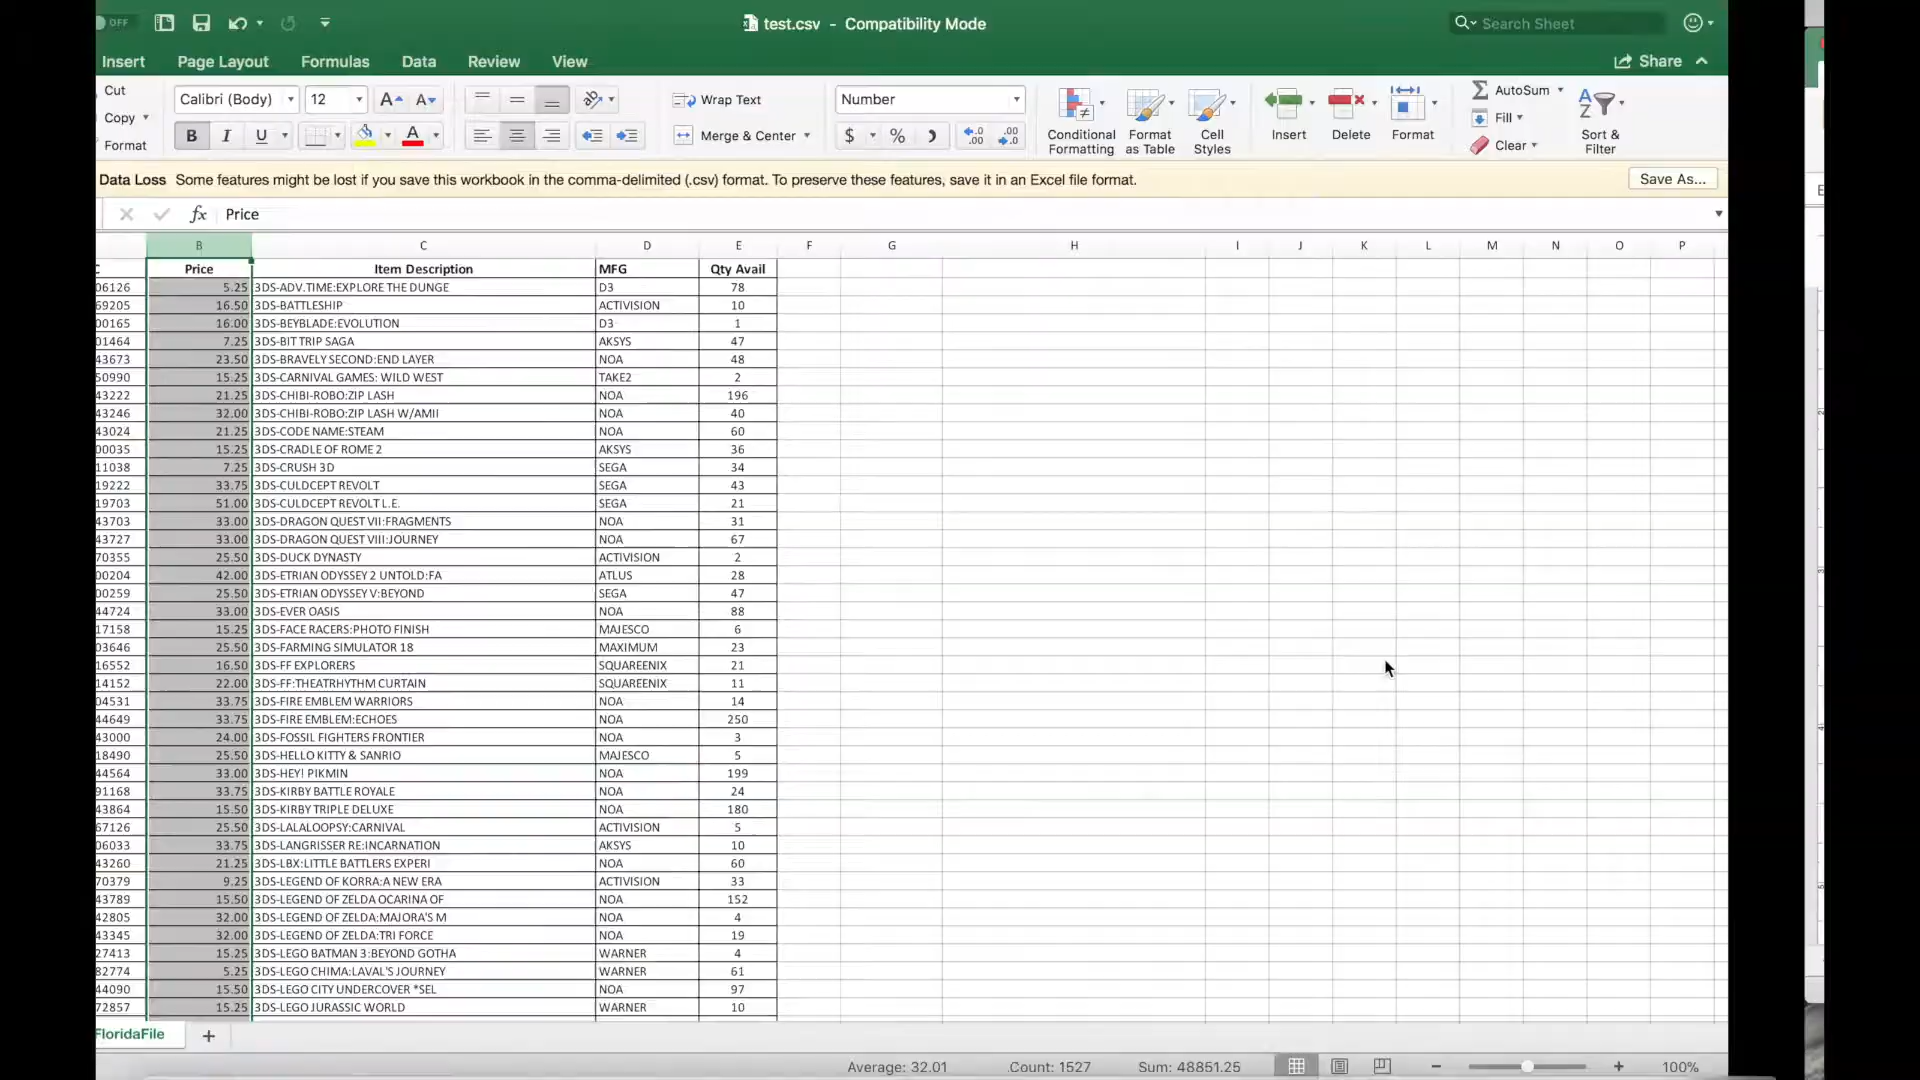 OFF test.csv - Compatibility Mode Search Sheet
Insert Page Layout Formulas Data Review View Share
Cut Calibri (Body) 12 Wrap Text Number AutoSum
Copy Fill
Format B I U A Merge & Center $ % Conditional Formatting Format as Table Cell Styles Insert Delete Format Clear Sort & Filter
Data Loss Some features might be lost if you save this workbook in the comma-delimited (.csv) format. To preserve these features, save it in an Excel file format. Save As...
fx Price
B C D E F G H I J K L M N O P
C Price Item Description MFG Qty Avail
06126 5.25 3DS-ADV.TIME:EXPLORE THE DUNGE D3 78
69205 16.50 3DS-BATTLESHIP ACTIVISION 10
00165 16.00 3DS-BEYBLADE:EVOLUTION D3 1
01464 7.25 3DS-BIT TRIP SAGA AKSYS 47
43673 23.50 3DS-BRAVELY SECOND:END LAYER NOA 48
50990 15.25 3DS-CARNIVAL GAMES: WILD WEST TAKE2 2
43222 21.25 3DS-CHIBI-ROBO:ZIP LASH NOA 196
43246 32.00 3DS-CHIBI-ROBO:ZIP LASH W/AMII NOA 40
43024 21.25 3DS-CODE NAME:STEAM NOA 60
00035 15.25 3DS-CRADLE OF ROME 2 AKSYS 36
11038 7.25 3DS-CRUSH 3D SEGA 34
19222 33.75 3DS-CULDCEPT REVOLT SEGA 43
19703 51.00 3DS-CULDCEPT REVOLT L.E. SEGA 21
43703 33.00 3DS-DRAGON QUEST VII:FRAGMENTS NOA 31
43727 33.00 3DS-DRAGON QUEST VIII:JOURNEY NOA 67
70355 25.50 3DS-DUCK DYNASTY ACTIVISION 2
00204 42.00 3DS-ETRIAN ODYSSEY 2 UNTOLD:FA ATLUS 28
00259 25.50 3DS-ETRIAN ODYSSEY V:BEYOND SEGA 47
44724 33.00 3DS-EVER OASIS NOA 88
17158 15.25 3DS-FACE RACERS:PHOTO FINISH MAJESCO 6
03646 25.50 3DS-FARMING SIMULATOR 18 MAXIMUM 23
16552 16.50 3DS-FF EXPLORERS SQUAREENIX 21
14152 22.00 3DS-FF:THEATRHYTHM CURTAIN SQUAREENIX 11
04531 33.75 3DS-FIRE EMBLEM WARRIORS NOA 14
44649 33.75 3DS-FIRE EMBLEM:ECHOES NOA 250
43000 24.00 3DS-FOSSIL FIGHTERS FRONTIER NOA 3
18490 25.50 3DS-HELLO KITTY & SANRIO MAJESCO 5
44564 33.00 3DS-HEY! PIKMIN NOA 199
91168 33.75 3DS-KIRBY BATTLE ROYALE NOA 24
43864 15.50 3DS-KIRBY TRIPLE DELUXE NOA 180
67126 25.50 3DS-LALALOOPSY:CARNIVAL ACTIVISION 5
06033 33.75 3DS-LANGRISSER RE:INCARNATION AKSYS 10
43260 21.25 3DS-LBX:LITTLE BATTLERS EXPERI NOA 60
70379 9.25 3DS-LEGEND OF KORRA:A NEW ERA ACTIVISION 33
43789 15.50 3DS-LEGEND OF ZELDA OCARINA OF NOA 152
42805 32.00 3DS-LEGEND OF ZELDA:MAJORA'S M NOA 4
43345 32.00 3DS-LEGEND OF ZELDA:TRI FORCE NOA 19
27413 15.25 3DS-LEGO BATMAN 3:BEYOND GOTHA WARNER 4
82774 5.25 3DS-LEGO CHIMA:LAVAL'S JOURNEY WARNER 61
44090 15.50 3DS-LEGO CITY UNDERCOVER *SEL NOA 97
72857 15.25 3DS-LEGO JURASSIC WORLD WARNER 10
FloridaFile +
Average: 32.01 Count: 1527 Sum: 48851.25 100%